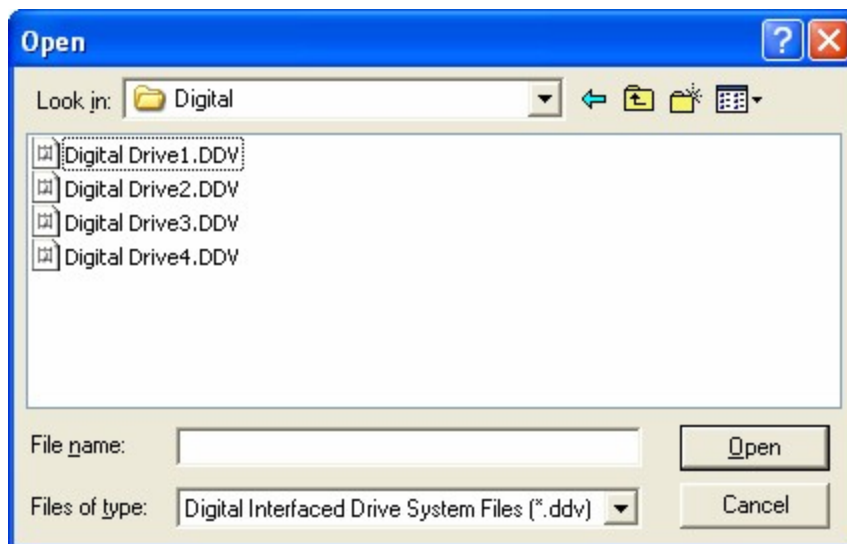 Open
Look in: Digital
Digital Drive1.DDV
Digital Drive2.DDV
Digital Drive3.DDV
Digital Drive4.DDV
File name:
Open
Files of type: Digital Interfaced Drive System Files (*.ddv)
Cancel